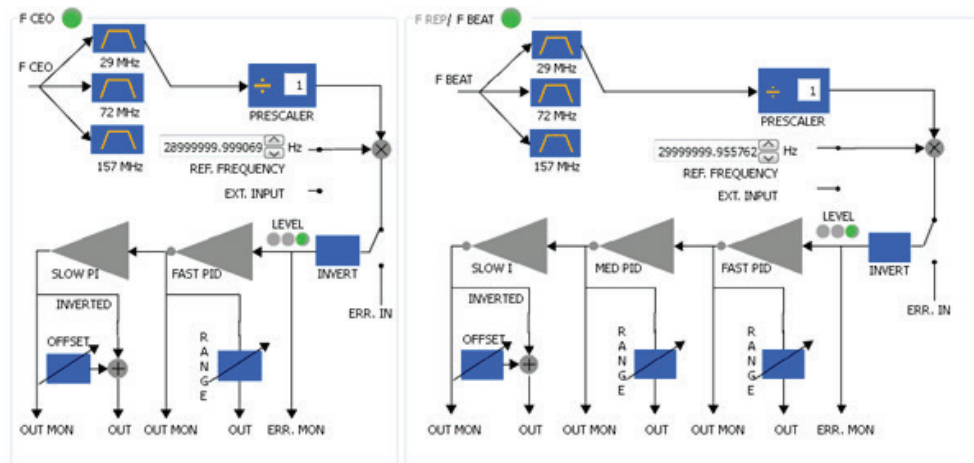 F CEO
F CEO
29 MHz
72 MHz
157 MHz
÷ 1
PRESCALER
28999999.999069 Hz
REF. FREQUENCY
EXT. INPUT
LEVEL
SLOW PI
FAST PID
INVERT
INVERTED
ERR. IN
OFFSET
RANGE
OUT MON
OUT
OUT MON
OUT
ERR. MON
F REP/ F BEAT
F BEAT
29 MHz
72 MHz
157 MHz
÷ 1
PRESCALER
29999999.955762 Hz
REF. FREQUENCY
EXT. INPUT
LEVEL
SLOW I
MED PID
FAST PID
INVERT
INVERTED
ERR. IN
OFFSET
RANGE
RANGE
OUT MON
OUT
OUT MON
OUT
OUT MON
OUT
ERR. MON